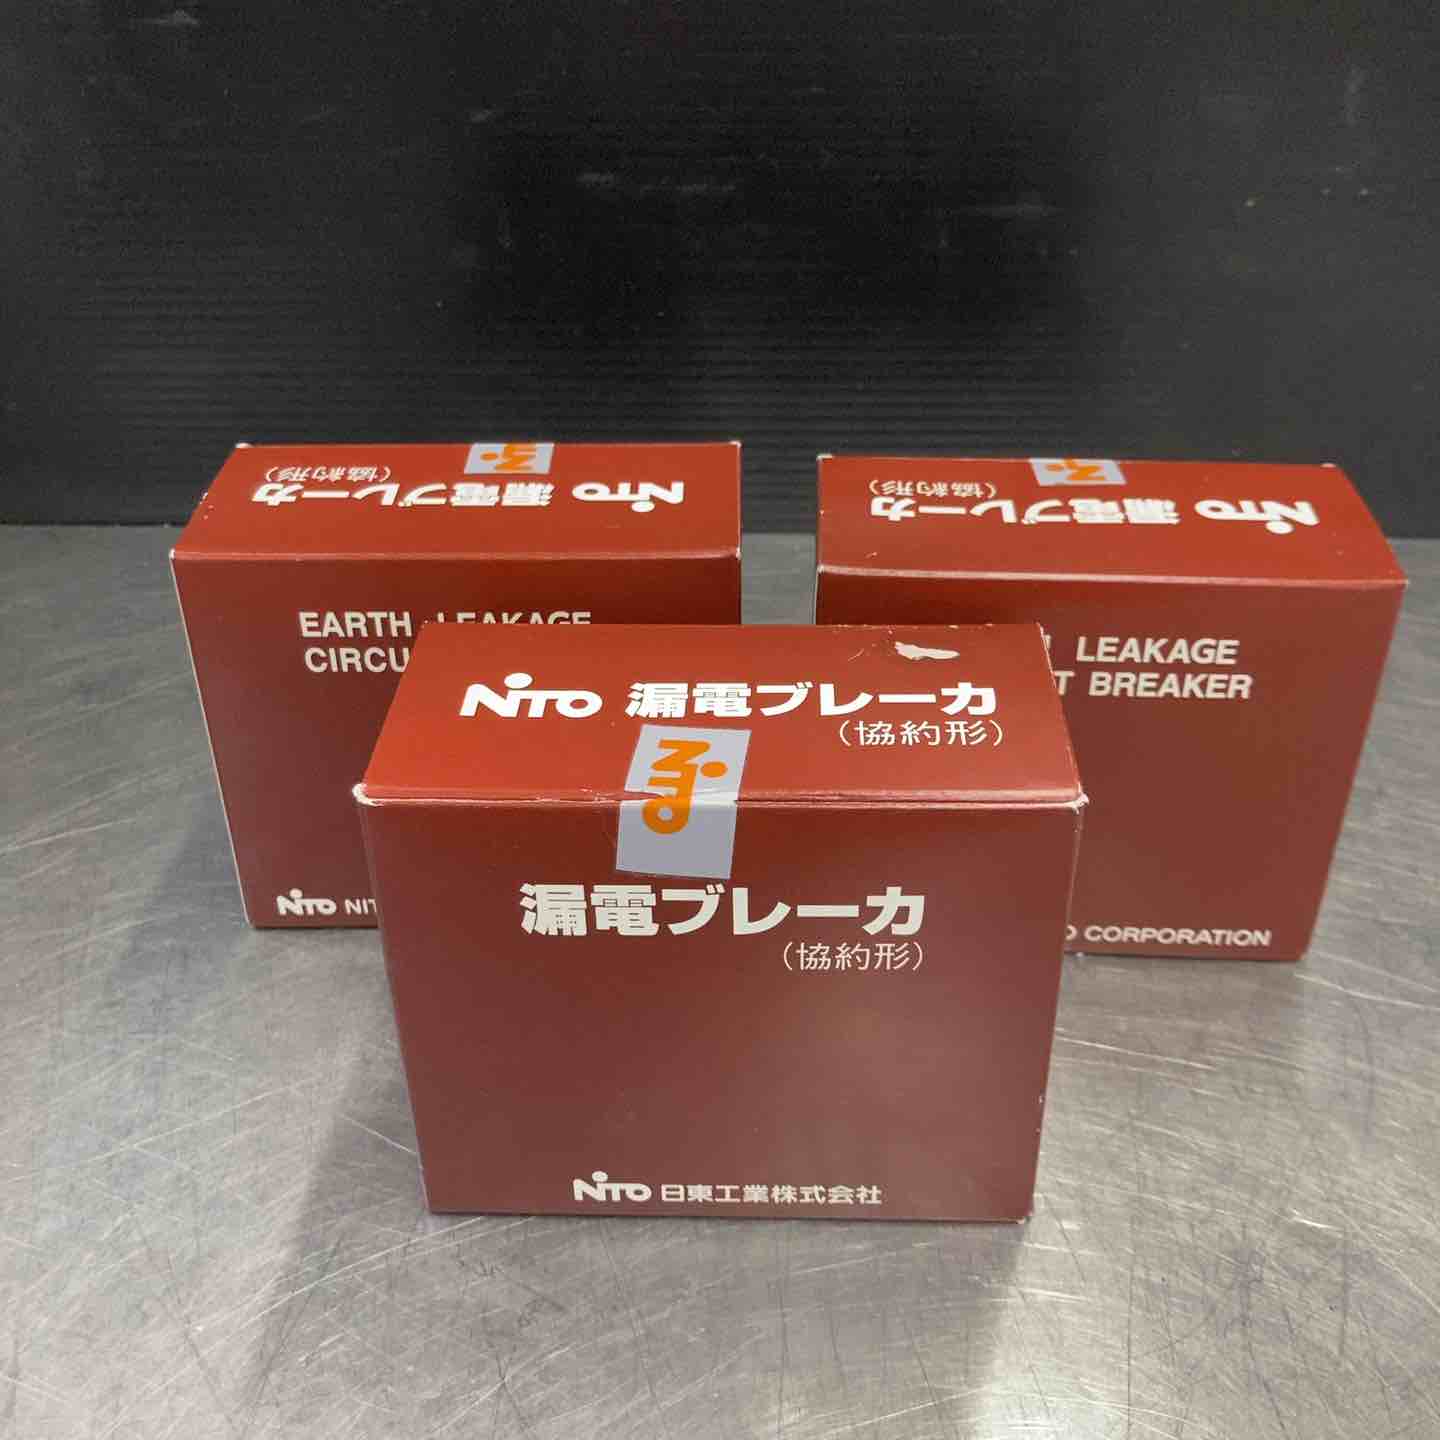 NITO 漏電ブレーカ
(協約形)
EARTH LEAKAGE
CIRCU
NITO NIT
NITO 漏電ブレーカ
(協約形)
LEAKAGE
T BREAKER
O CORPORATION
NITO 漏電ブレーカ
(協約形)
NITO
漏電ブレーカ
(協約形)
NITO 日東工業株式会社